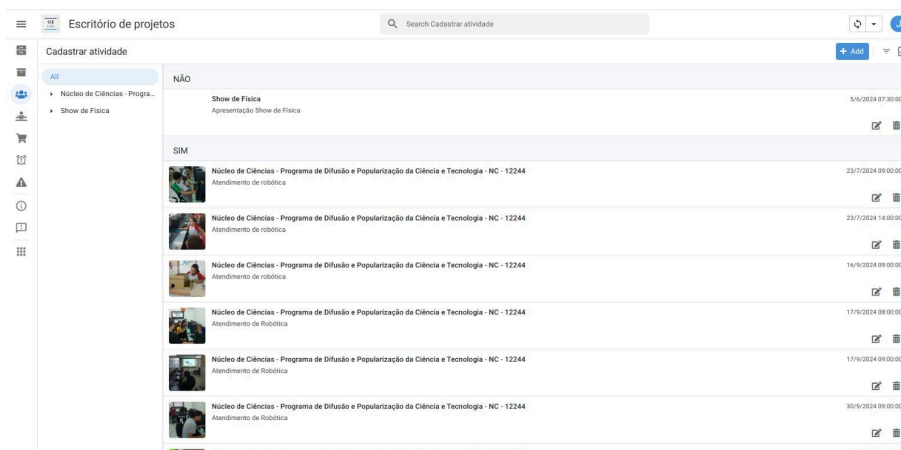 Escritório de projetos
Search Cadastrar atividade
J
Cadastrar atividade
+ Add
All
Núcleo de Ciências - Progra...
Show de Física
NÃO
Show de Física
5/6/2024 07:30:00
Apresentação Show de Física
SIM
Núcleo de Ciências - Programa de Difusão e Popularização da Ciência e Tecnologia - NC - 12244
23/7/2024 09:00:00
Atendimento de robótica
Núcleo de Ciências - Programa de Difusão e Popularização da Ciência e Tecnologia - NC - 12244
23/7/2024 14:00:00
Atendimento de robótica
Núcleo de Ciências - Programa de Difusão e Popularização da Ciência e Tecnologia - NC - 12244
16/9/2024 09:00:00
Atendimento de robótica
Núcleo de Ciências - Programa de Difusão e Popularização da Ciência e Tecnologia - NC - 12244
17/9/2024 08:00:00
Atendimento de Robótica
Núcleo de Ciências - Programa de Difusão e Popularização da Ciência e Tecnologia - NC - 12244
17/9/2024 09:00:00
Atendimento de Robótica
Núcleo de Ciências - Programa de Difusão e Popularização da Ciência e Tecnologia - NC - 12244
30/9/2024 09:00:00
Atendimento de Robótica